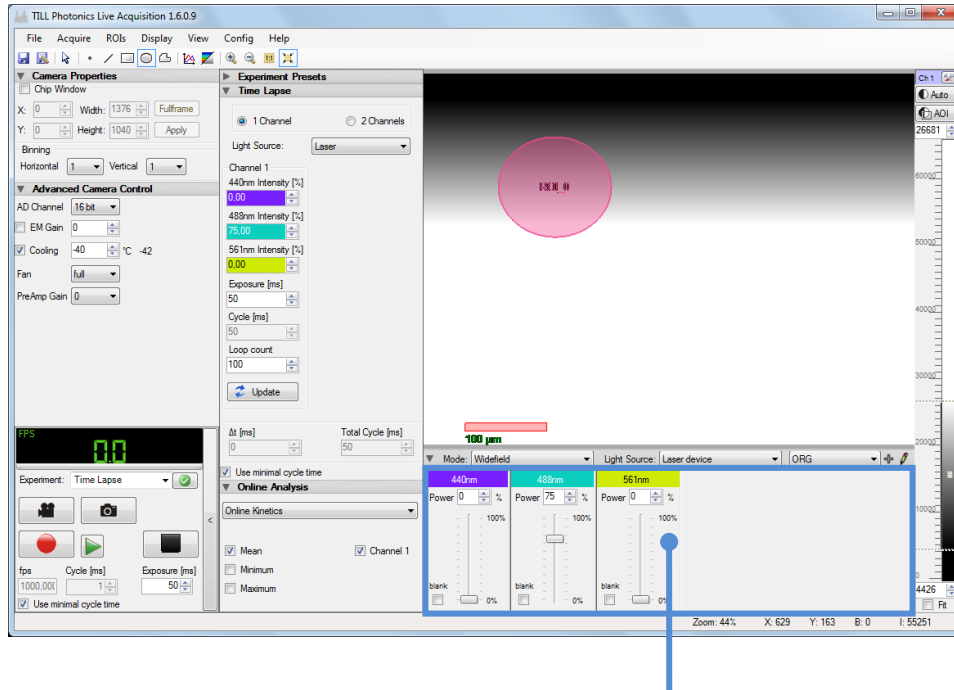 TILL Photonics Live Acquisition 1.6.0.9
File Acquire ROIs Display View Config Help
1:1
Camera Properties
Chip Window
X: 0 Width: 1376 Fullframe
Y: 0 Height: 1040 Apply
Binning
Horizontal 1 Vertical 1
Advanced Camera Control
AD Channel 16 bit
EM Gain 0
Cooling -40 °C -42
Fan full
PreAmp Gain 0
FPS
0.0
Experiment: Time Lapse
fps Cycle [ms] Exposure [ms]
1000,00( 1 50
Use minimal cycle time
<
Experiment Presets
Time Lapse
1 Channel 2 Channels
Light Source: Laser
Channel 1
440nm Intensity [%]
0,00
488nm Intensity [%]
75,00
561nm Intensity [%]
0,00
Exposure [ms]
50
Cycle [ms]
50
Loop count
100
Update
Δt [ms] Total Cycle [ms]
0 50
Use minimal cycle time
Online Analysis
Online Kinetics
Mean Channel 1
Minimum
Maximum
ROI_0
100 µm
Mode: Widefield Light Source: Laser device ORG
440nm 488nm 561nm
Power 0 % Power 75 % Power 0 %
100% 100% 100%
blank blank blank
0% 0% 0%
Ch 1
Auto
AOI
26681
60000
50000
40000
30000
20000
10000
0
4426
Fit
Zoom: 44% X: 629 Y: 163 B: 0 I: 55251